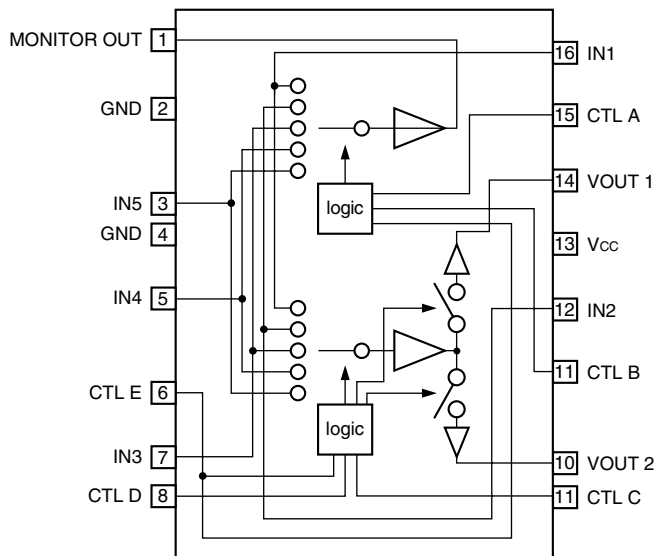 MONITOR OUT 1
16 IN1
GND 2
15 CTL A
14 VOUT 1
logic
IN5 3
GND 4
13 VCC
IN4 5
12 IN2
11 CTL B
CTL E 6
logic
IN3 7
10 VOUT 2
CTL D 8
11 CTL C